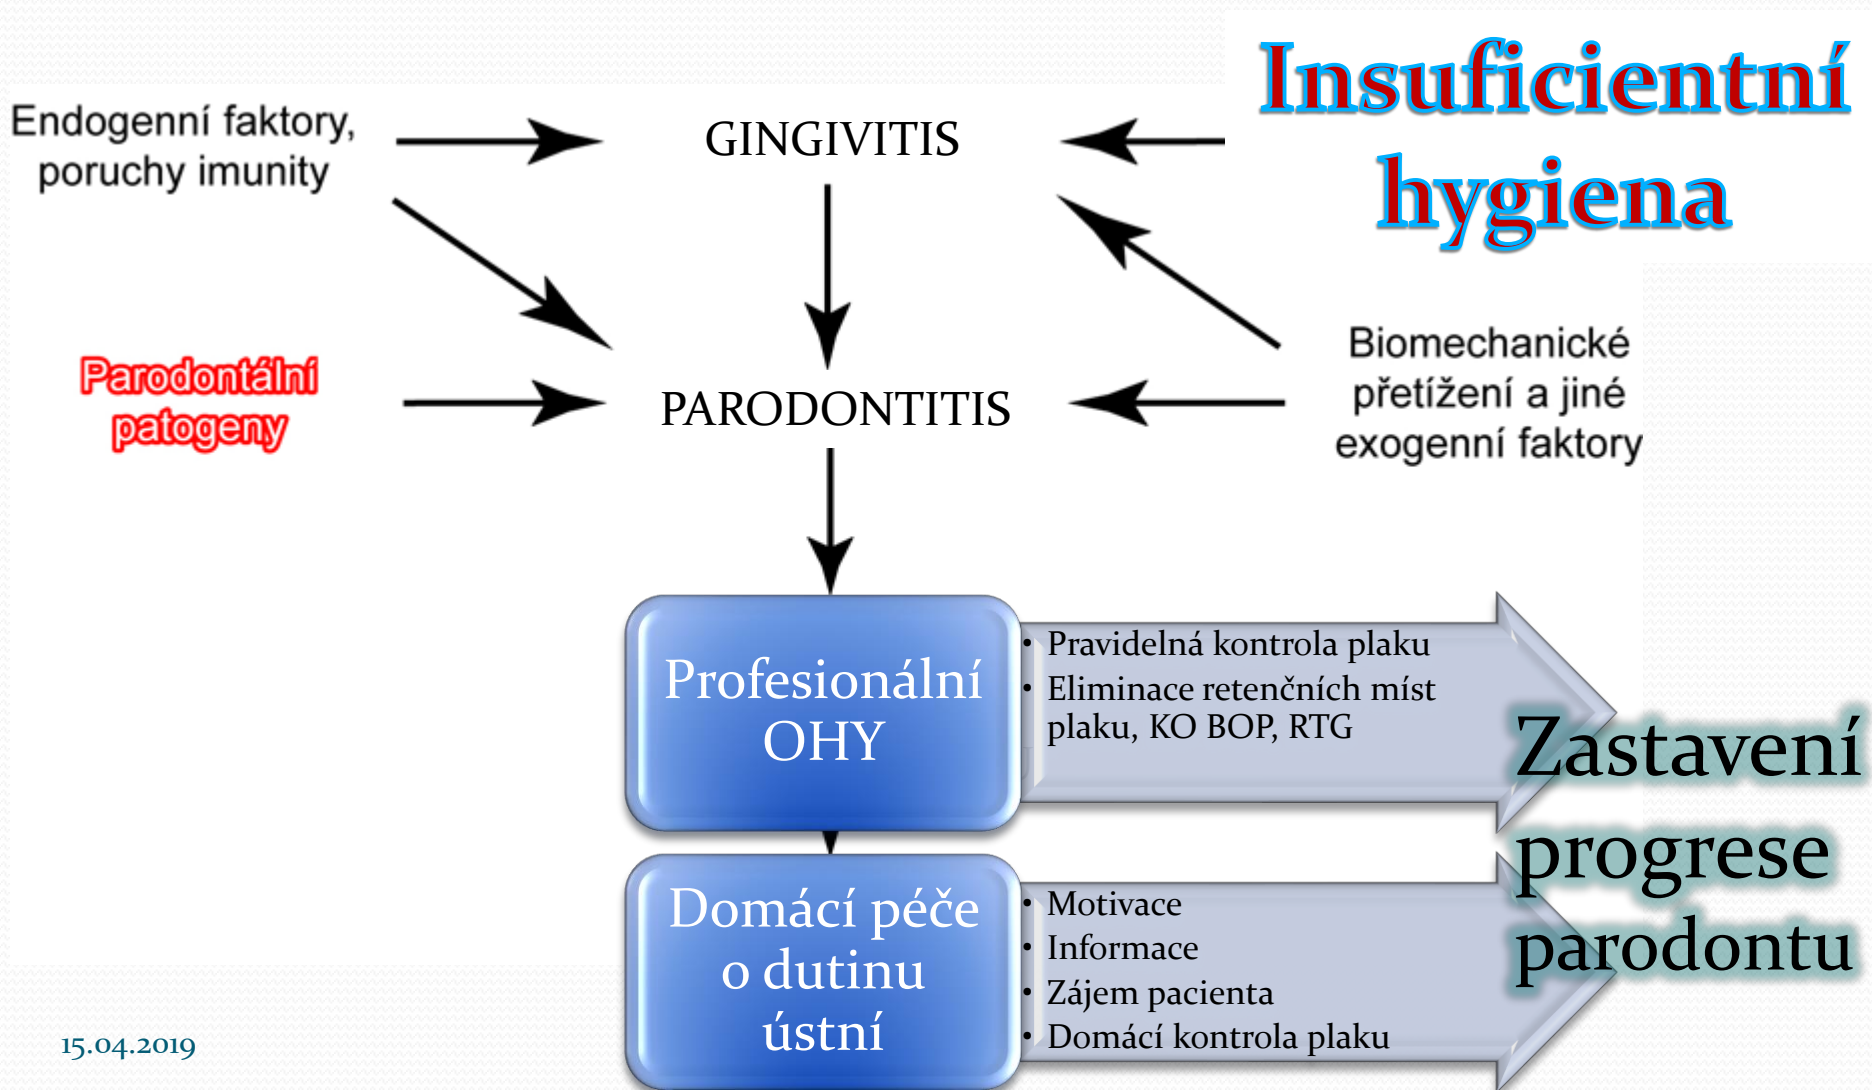 Insuficientní
hygiena
Endogenní faktory,
poruchy imunity
GINGIVITIS
Parodontální
patogeny
PARODONTITIS
Biomechanické
přetížení a jiné
exogenní faktory
Profesionální
OHY
• Pravidelná kontrola plaku
• Eliminace retenčních míst
plaku, KO BOP, RTG
Domácí péče
o dutinu
ústní
• Motivace
• Informace
• Zájem pacienta
• Domácí kontrola plaku
Zastavení
progrese
parodontu
15.04.2019